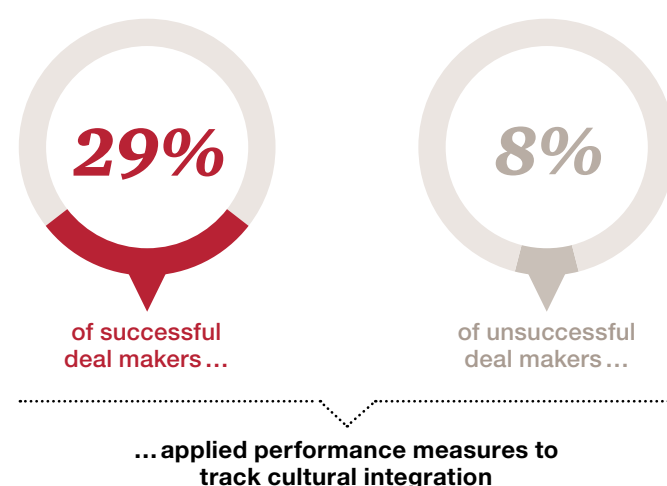 29%
of successful
deal makers...
8%
of unsuccessful
deal makers...
...applied performance measures to
track cultural integration